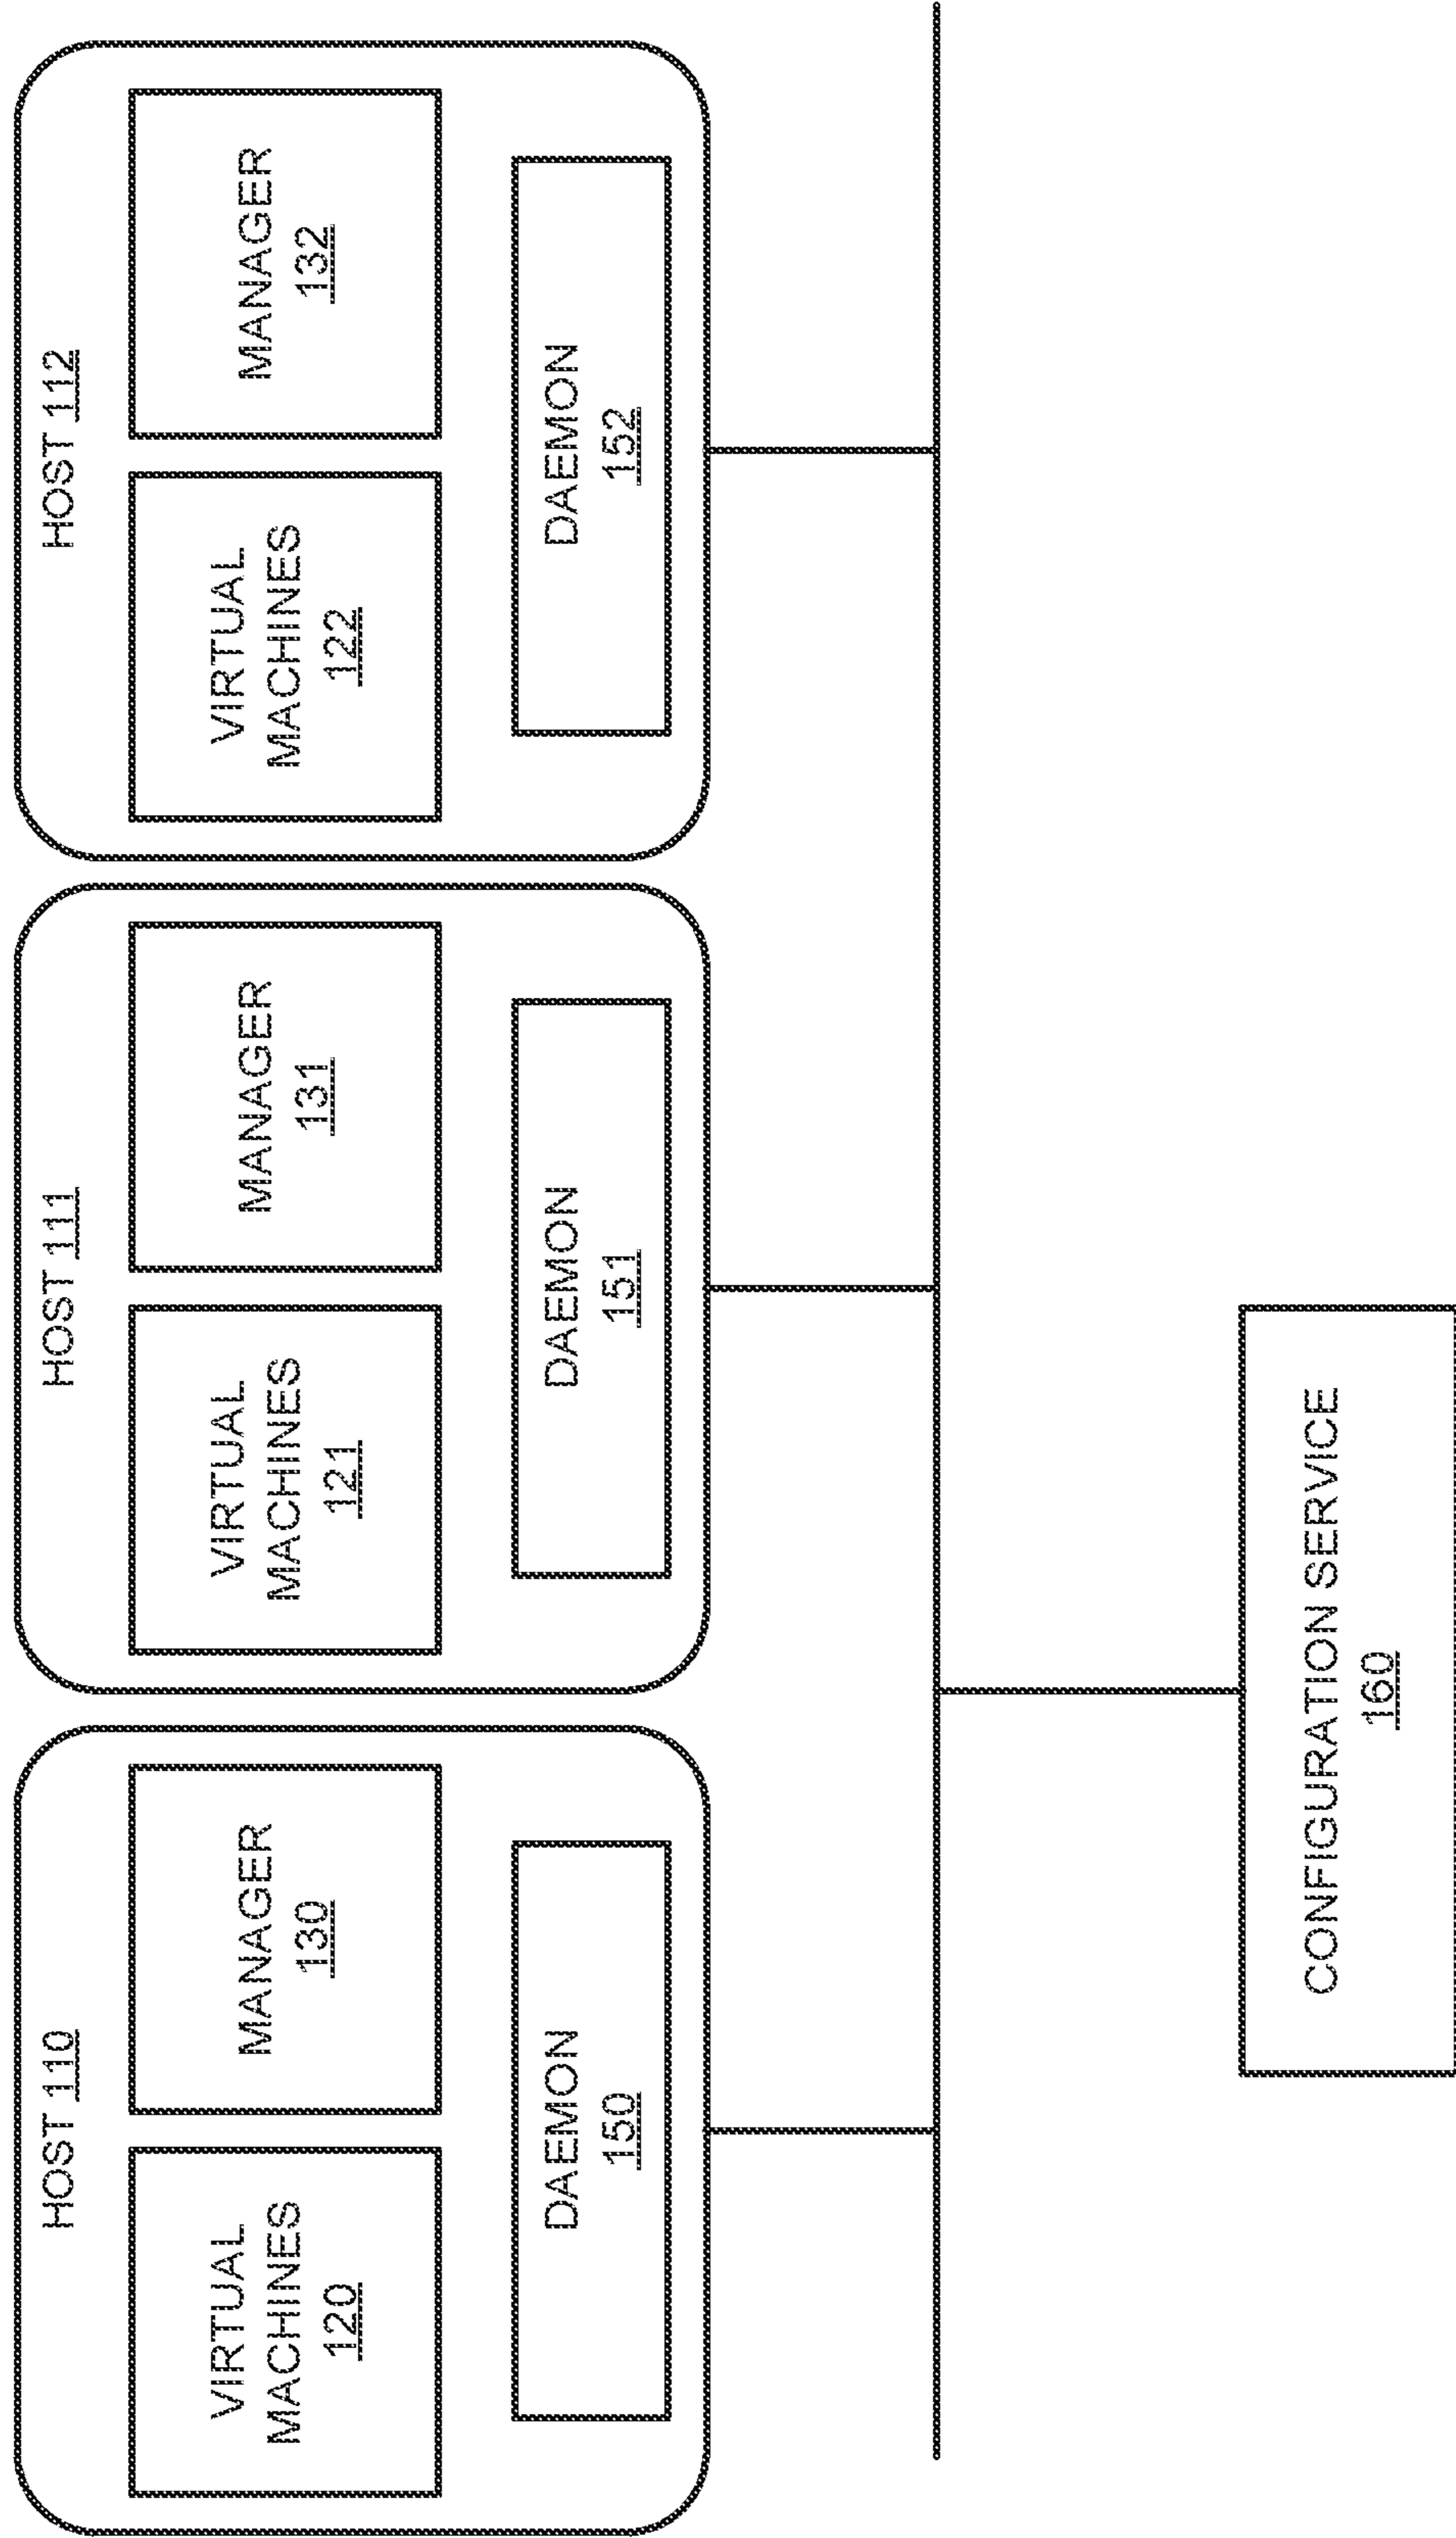 HOST 110
VIRTUAL
MACHINES
120
MANAGER
130
DAEMON
150
HOST 111
VIRTUAL
MACHINES
121
MANAGER
131
DAEMON
151
HOST 112
VIRTUAL
MACHINES
122
MANAGER
132
DAEMON
152
CONFIGURATION SERVICE
160